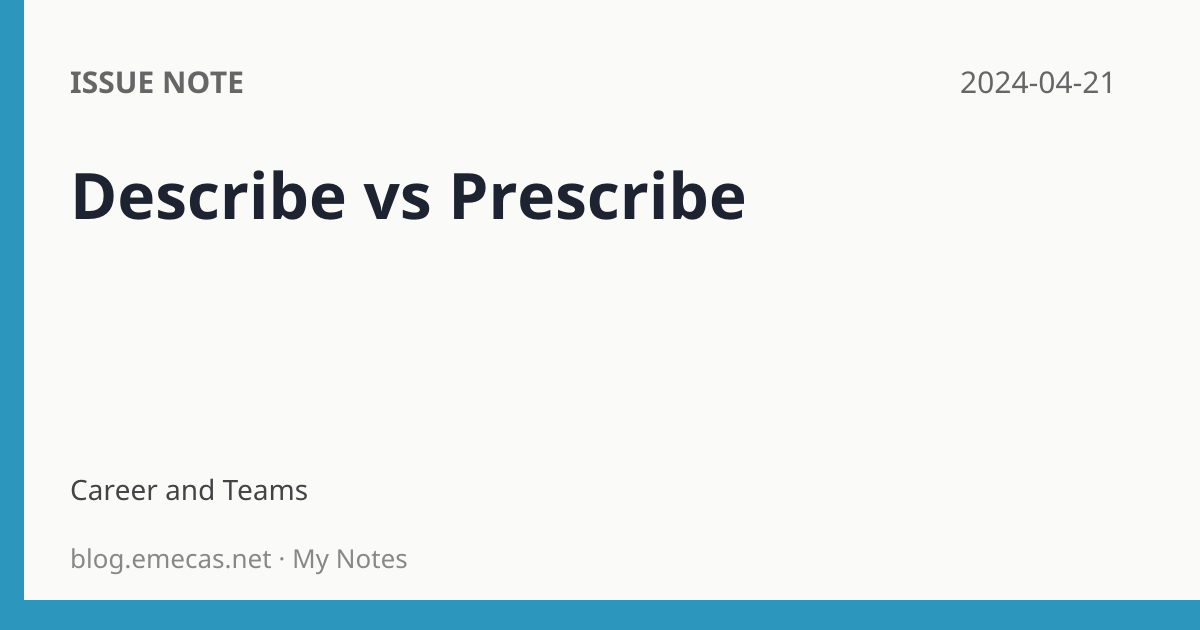 ISSUE NOTE
2024-04-21
Describe vs Prescribe
Career and Teams
blog.emecas.net · My Notes